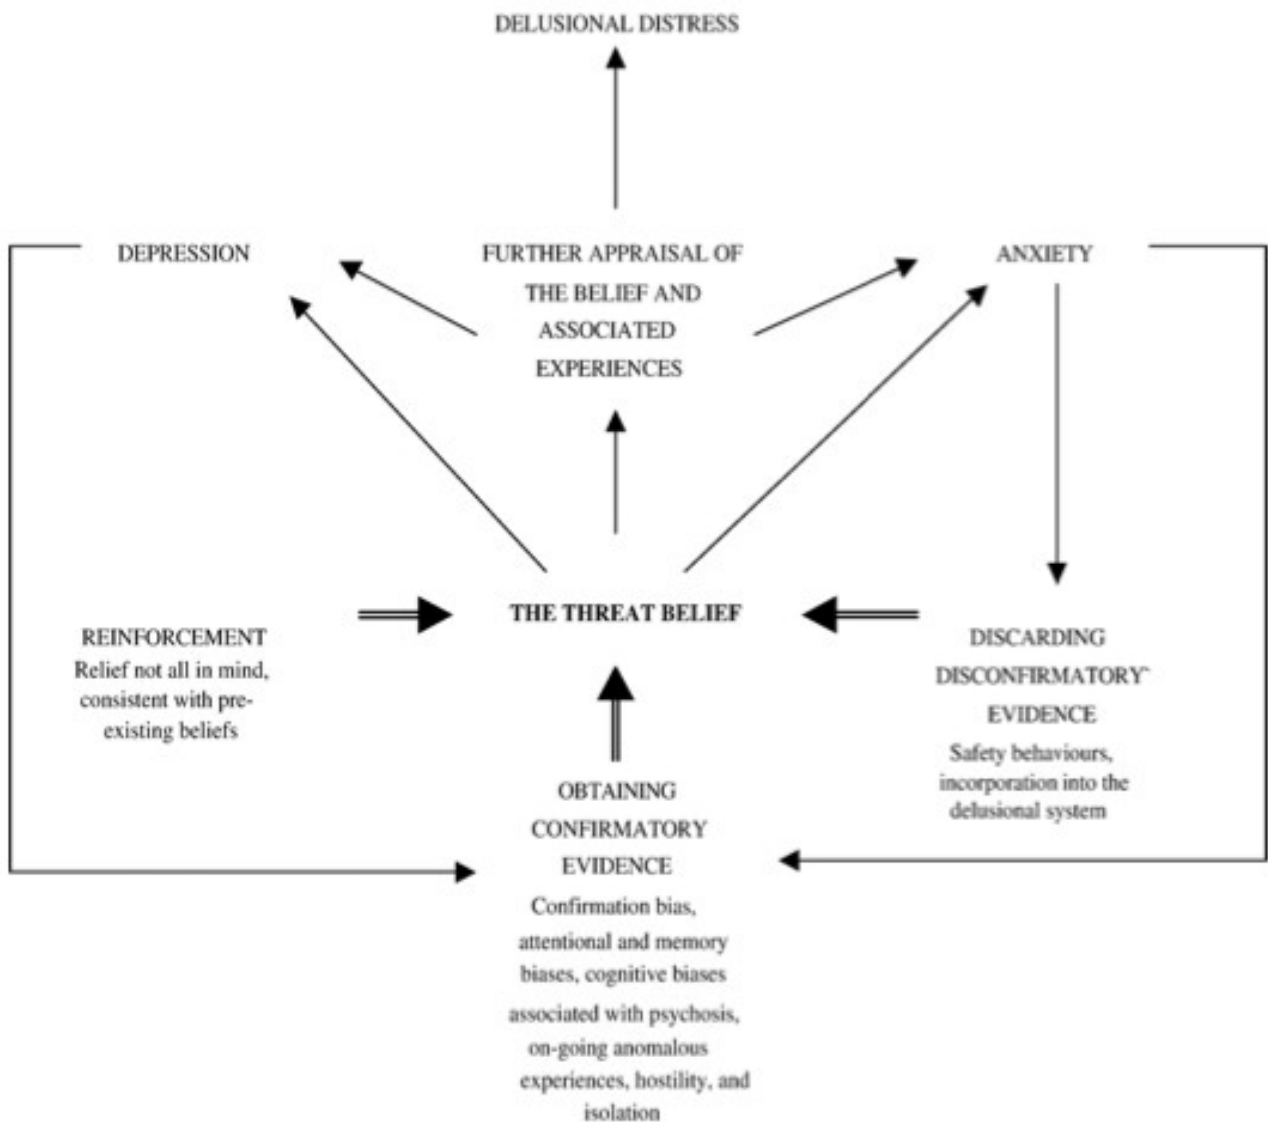 DELUSIONAL DISTRESS
DEPRESSION
FURTHER APPRAISAL OF
THE BELIEF AND
ASSOCIATED
EXPERIENCES
ANXIETY
THE THREAT BELIEF
REINFORCEMENT
Relief not all in mind,
consistent with pre-
existing beliefs
DISCARDING
DISCONFIRMATORY
EVIDENCE
Safety behaviours,
incorporation into the
delusional system
OBTAINING
CONFIRMATORY
EVIDENCE
Confirmation bias,
attentional and memory
biases, cognitive biases
associated with psychosis,
on-going anomalous
experiences, hostility, and
isolation